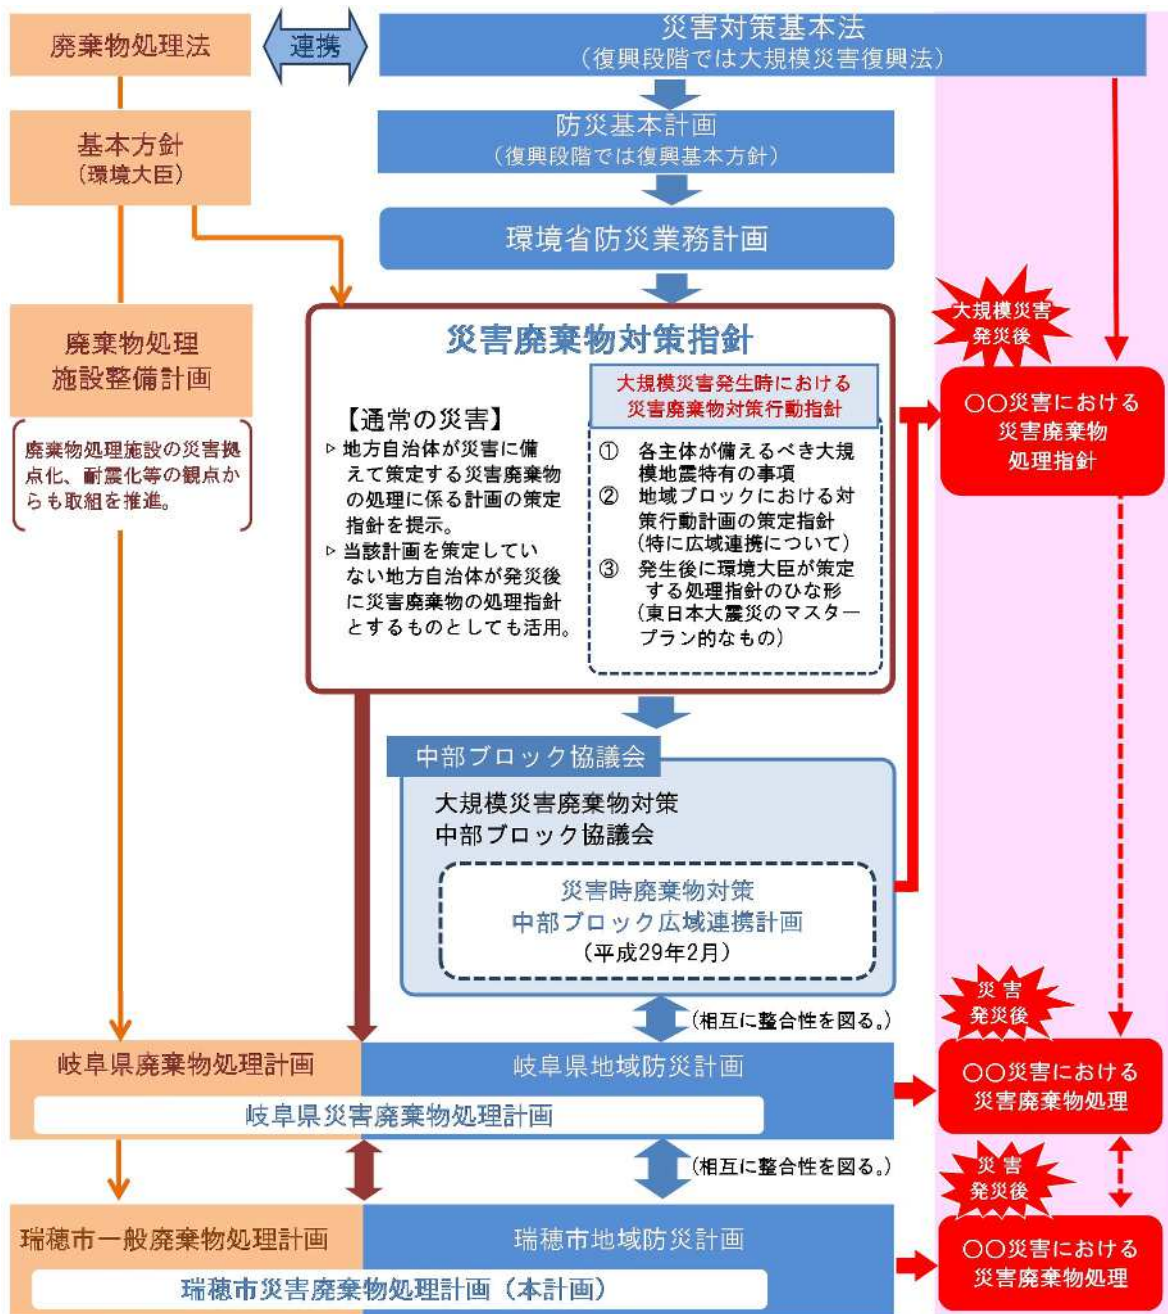 廃棄物処理法
連携
災害対策基本法
(復興段階では大規模災害復興法)
基本方針
(環境大臣)
防災基本計画
(復興段階では復興基本方針)
環境省防災業務計画
廃棄物処理
施設整備計画
廃棄物処理施設の災害拠
点化、耐震化等の観点か
らも取組を推進。
災害廃棄物対策指針
【通常の災害】
▷ 地方自治体が災害に備
えて策定する災害廃棄物
の処理に係る計画の策定
指針を提示。
▷ 当該計画を策定してい
ない地方自治体が発災後
に災害廃棄物の処理指針
とするものとしても活用。
大規模災害発生時における
災害廃棄物対策行動指針
① 各主体が備えるべき大規
模地震特有の事項
② 地域ブロックにおける対
策行動計画の策定指針
(特に広域連携について)
③ 発生後に環境大臣が策定
する処理指針のひな形
(東日本大震災のマスター
プラン的なもの)
大規模災害
発災後
〇〇災害における
災害廃棄物
処理指針
中部ブロック協議会
大規模災害廃棄物対策
中部ブロック協議会
災害時廃棄物対策
中部ブロック広域連携計画
(平成29年2月)
(相互に整合性を図る。)
災害
発災後
岐阜県廃棄物処理計画
岐阜県地域防災計画
岐阜県災害廃棄物処理計画
〇〇災害における
災害廃棄物処理
(相互に整合性を図る。)
災害
発災後
瑞穂市一般廃棄物処理計画
瑞穂市地域防災計画
瑞穂市災害廃棄物処理計画(本計画)
〇〇災害における
災害廃棄物処理